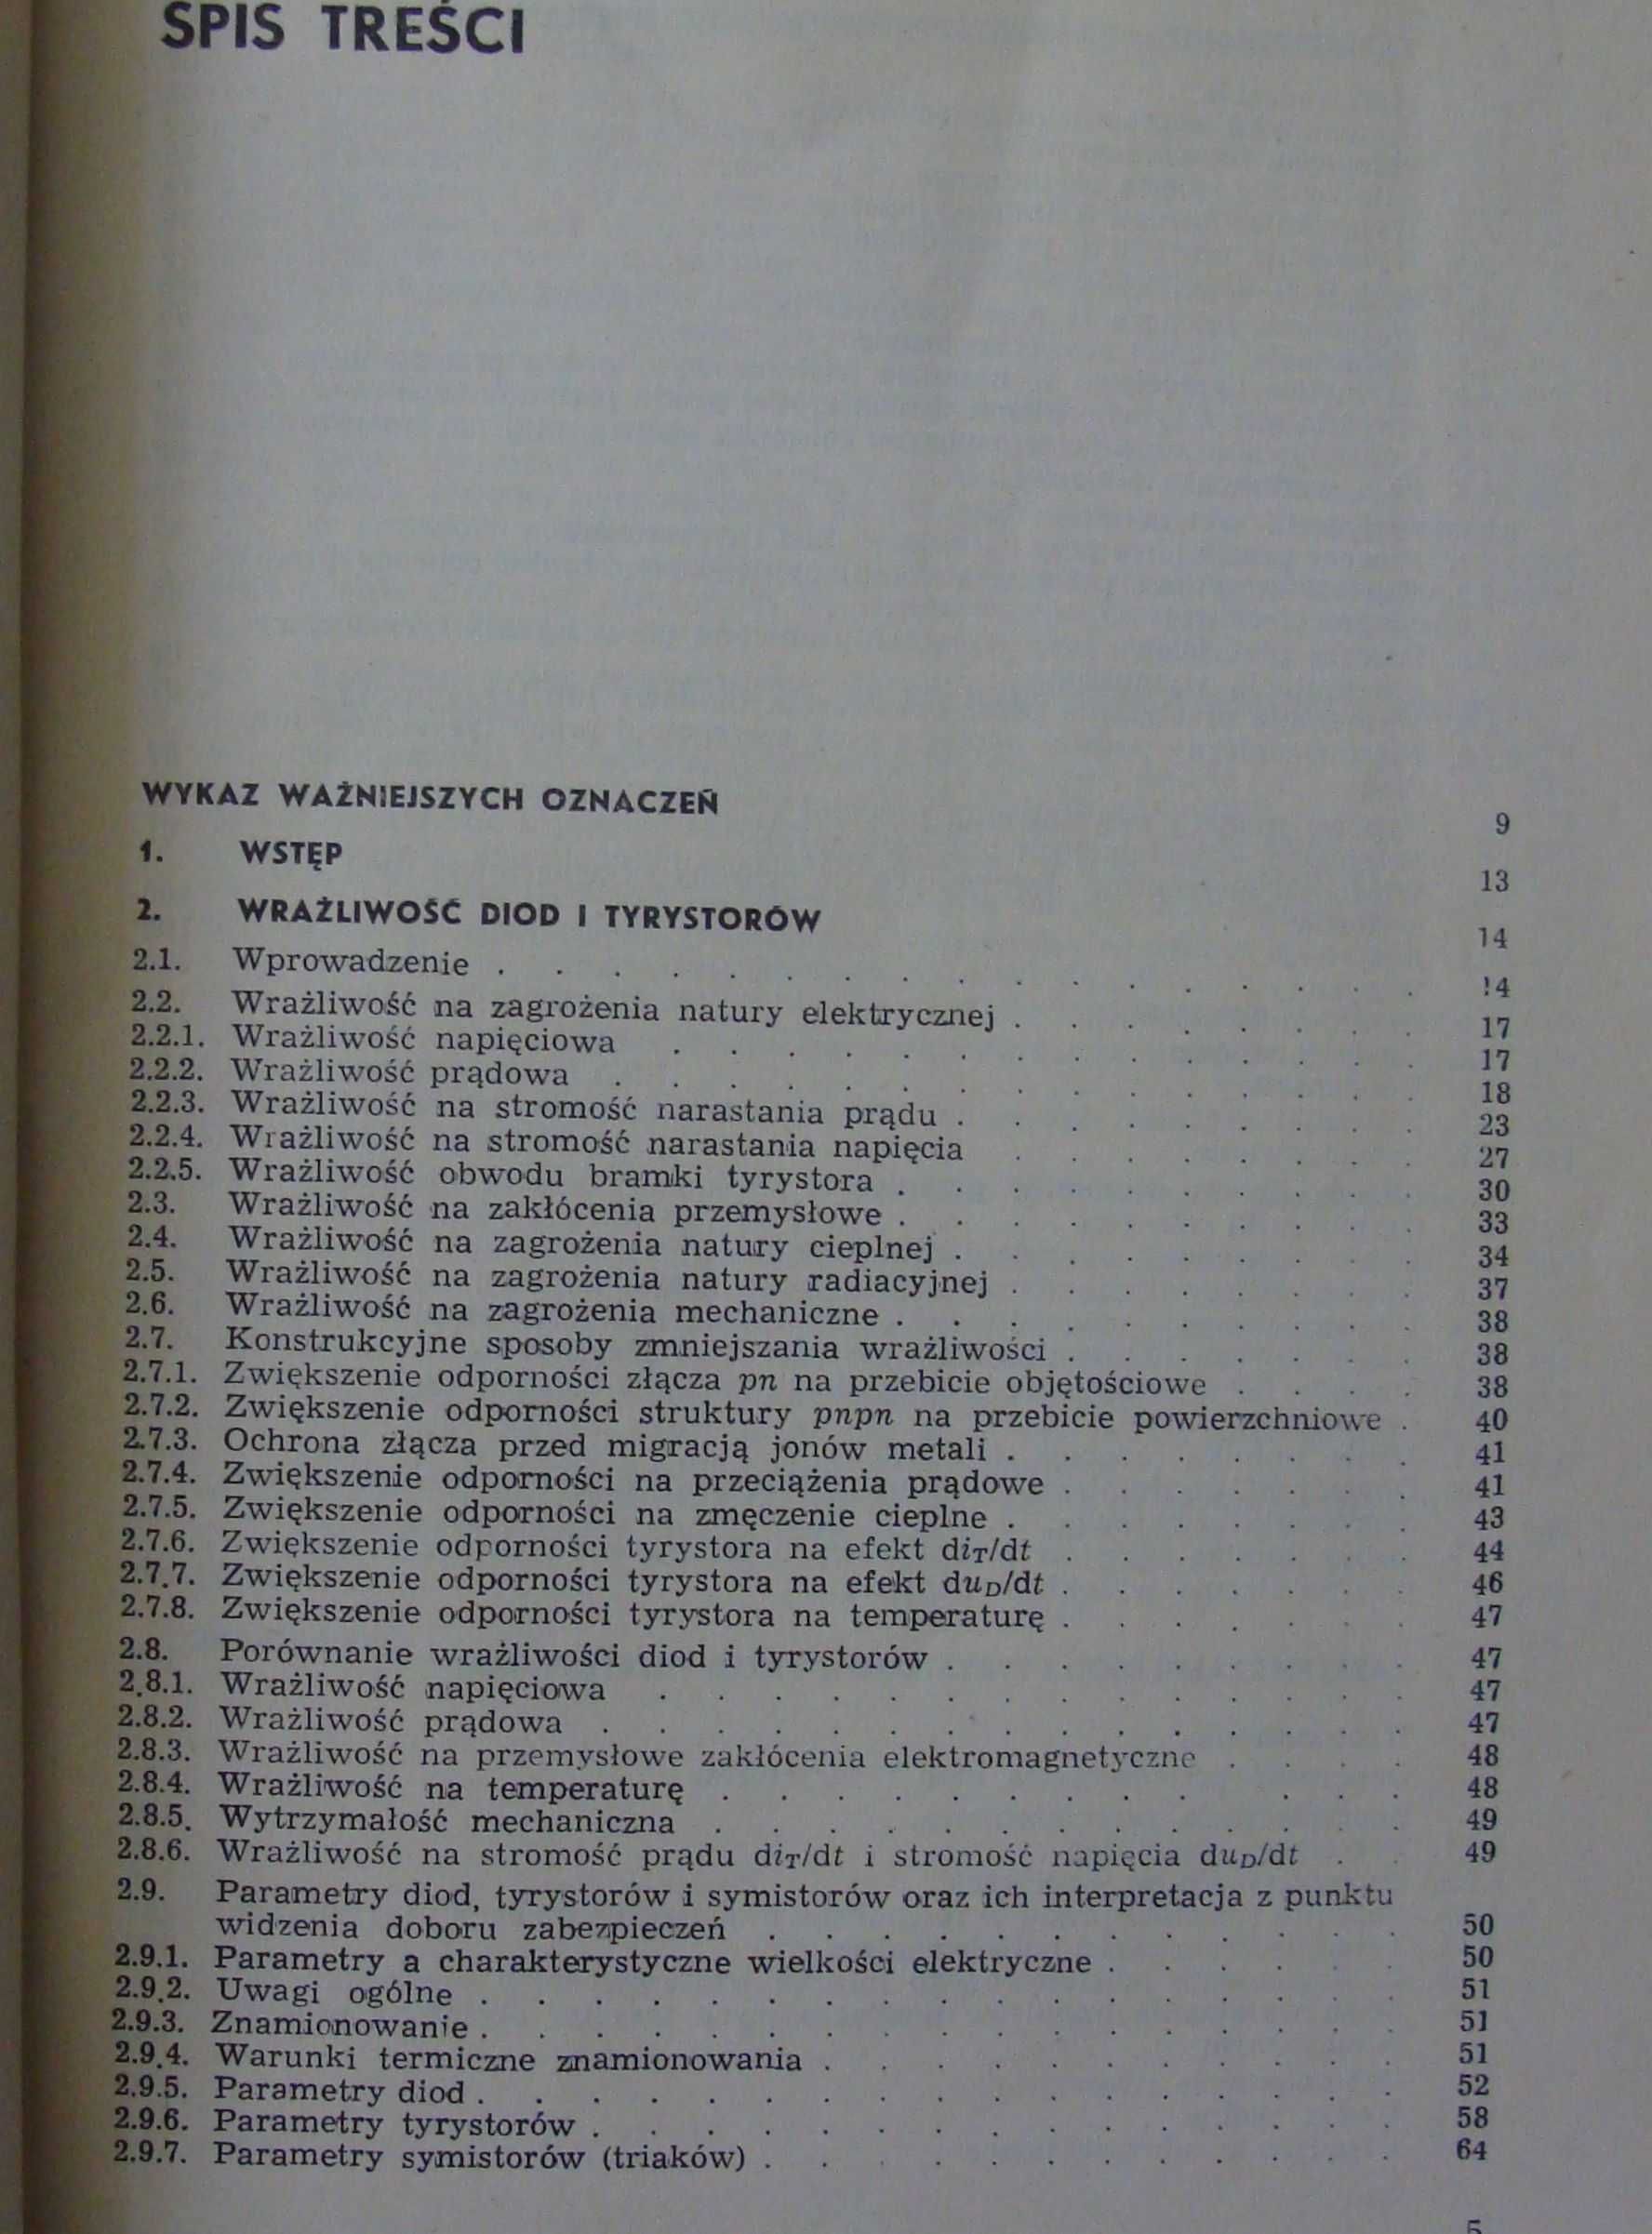 SPIS TREŚCI
WYKAZ WAŻNIEJSZYCH OZNACZEŃ 9
1. WSTĘP 13
2. WRAŻLIWOŚĆ DIOD I TYRYSTORÓW 14
2.1. Wprowadzenie . . . . . . . . . . . . . . . . . 14
2.2. Wrażliwość na zagrożenia natury elektrycznej . . . . . . . . 17
2.2.1. Wrażliwość napięciowa . . . . . . . . . . . . . . 17
2.2.2. Wrażliwość prądowa . . . . . . . . . . . . . . . 18
2.2.3. Wrażliwość na stromość narastania prądu . . . . . . . . . 23
2.2.4. Wrażliwość na stromość narastania napięcia . . . . . . . . 27
2.2.5. Wrażliwość obwodu bramki tyrystora . . . . . . . . . . 30
2.3. Wrażliwość na zakłócenia przemysłowe . . . . . . . . . . 33
2.4. Wrażliwość na zagrożenia natury cieplnej . . . . . . . . . 34
2.5. Wrażliwość na zagrożenia natury radiacyjnej . . . . . . . . 37
2.6. Wrażliwość na zagrożenia mechaniczne . . . . . . . . . . 38
2.7. Konstrukcyjne sposoby zmniejszania wrażliwości . . . . . . . 38
2.7.1. Zwiększenie odporności złącza pn na przebicie objętościowe . . . . 38
2.7.2. Zwiększenie odporności struktury pnpn na przebicie powierzchniowe . 40
2.7.3. Ochrona złącza przed migracją jonów metali . . . . . . . . 41
2.7.4. Zwiększenie odporności na przeciążenia prądowe . . . . . . . 41
2.7.5. Zwiększenie odporności na zmęczenie cieplne . . . . . . . . 43
2.7.6. Zwiększenie odporności tyrystora na efekt diT/dt . . . . . . . 44
2.7.7. Zwiększenie odporności tyrystora na efekt duD/dt . . . . . . . 46
2.7.8. Zwiększenie odporności tyrystora na temperaturę . . . . . . . 47
2.8. Porównanie wrażliwości diod i tyrystorów . . . . . . . . . 47
2.8.1. Wrażliwość napięciowa . . . . . . . . . . . . . . 47
2.8.2. Wrażliwość prądowa . . . . . . . . . . . . . . . 47
2.8.3. Wrażliwość na przemysłowe zakłócenia elektromagnetyczne . . . . 48
2.8.4. Wrażliwość na temperaturę . . . . . . . . . . . . 48
2.8.5. Wytrzymałość mechaniczna . . . . . . . . . . . . . 49
2.8.6. Wrażliwość na stromość prądu diT/dt i stromość napięcia duD/dt . . 49
2.9. Parametry diod, tyrystorów i symistorów oraz ich interpretacja z punktu
widzenia doboru zabezpieczeń . . . . . . . . . . . . 50
2.9.1. Parametry a charakterystyczne wielkości elektryczne . . . . . . 50
2.9.2. Uwagi ogólne . . . . . . . . . . . . . . . . . 51
2.9.3. Znamionowanie . . . . . . . . . . . . . . . . . 51
2.9.4. Warunki termiczne znamionowania . . . . . . . . . . . 51
2.9.5. Parametry diod . . . . . . . . . . . . . . . . . 52
2.9.6. Parametry tyrystorów . . . . . . . . . . . . . . . 58
2.9.7. Parametry symistorów (triaków) . . . . . . . . . . . . 64
5